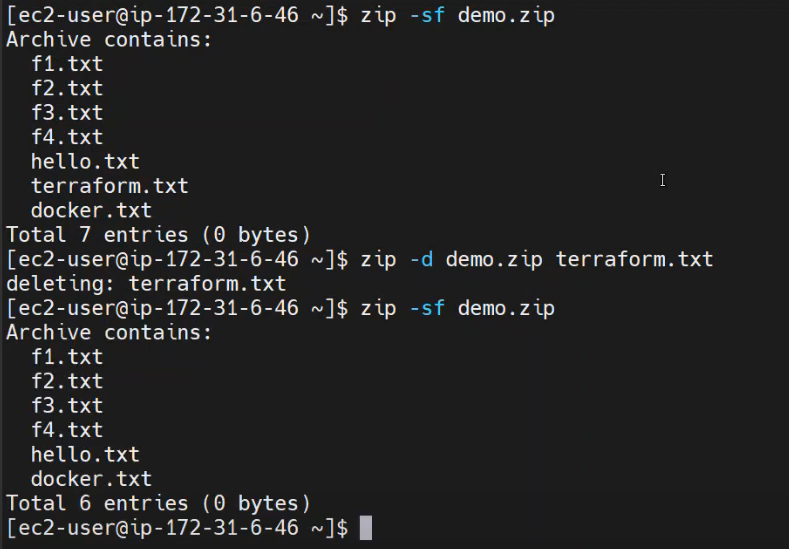 [ec2-user@ip-172-31-6-46 ~]$ zip -sf demo.zip
Archive contains:
  f1.txt
  f2.txt
  f3.txt
  f4.txt
  hello.txt
  terraform.txt
  docker.txt
Total 7 entries (0 bytes)
[ec2-user@ip-172-31-6-46 ~]$ zip -d demo.zip terraform.txt
deleting: terraform.txt
[ec2-user@ip-172-31-6-46 ~]$ zip -sf demo.zip
Archive contains:
  f1.txt
  f2.txt
  f3.txt
  f4.txt
  hello.txt
  docker.txt
Total 6 entries (0 bytes)
[ec2-user@ip-172-31-6-46 ~]$